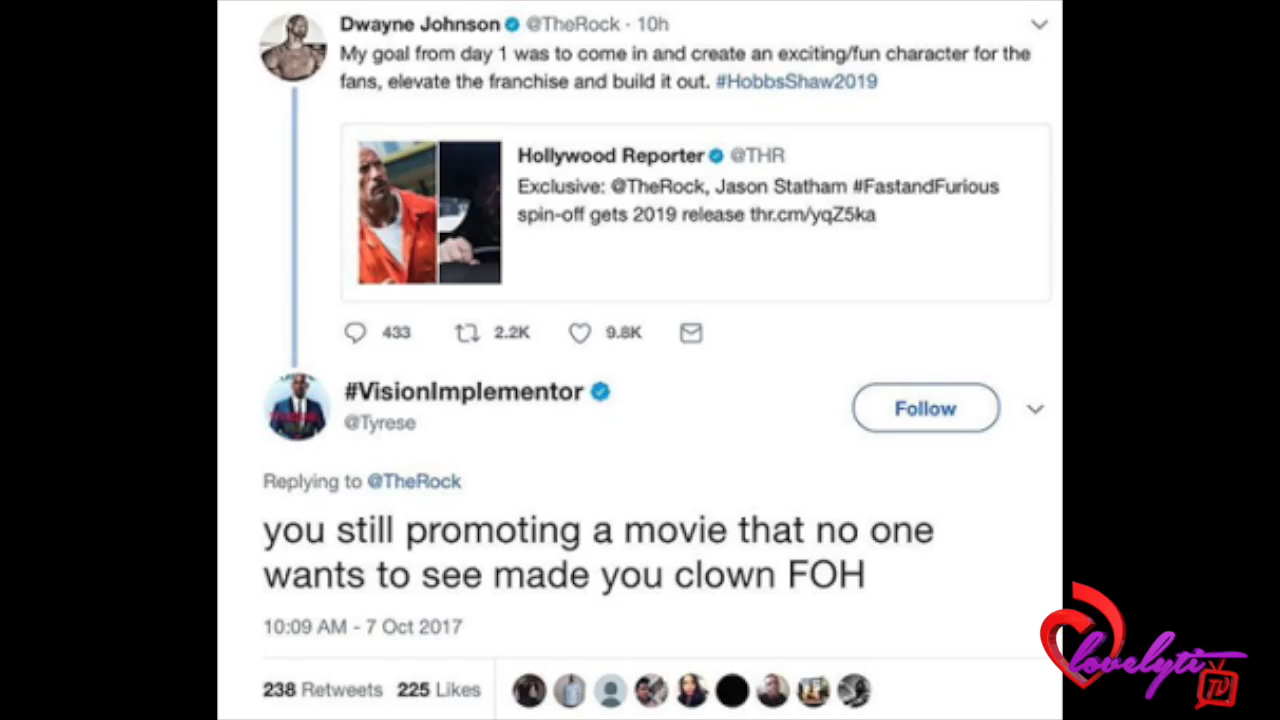 Dwayne Johnson @TheRock · 10h
My goal from day 1 was to come in and create an exciting/fun character for the
fans, elevate the franchise and build it out. #HobbsShaw2019
Hollywood Reporter @THR
Exclusive: @TheRock, Jason Statham #FastandFurious
spin-off gets 2019 release thr.cm/yqZ5ka
433 2.2K 9.8K
#VisionImplementor
@Tyrese
Follow
Replying to @TheRock
you still promoting a movie that no one
wants to see made you clown FOH
10:09 AM - 7 Oct 2017
238 Retweets 225 Likes
lovelyti
TV